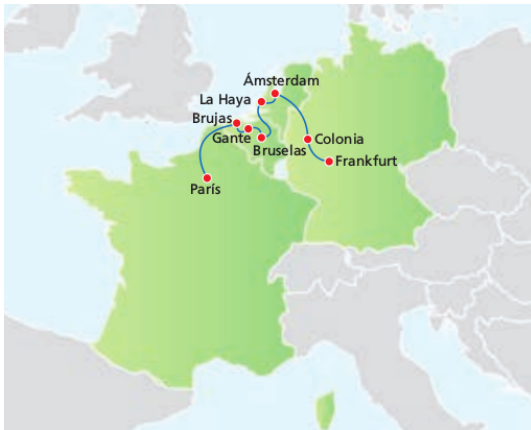 Ámsterdam
La Haya
Brujas
Gante
Bruselas
Colonia
Frankfurt
París